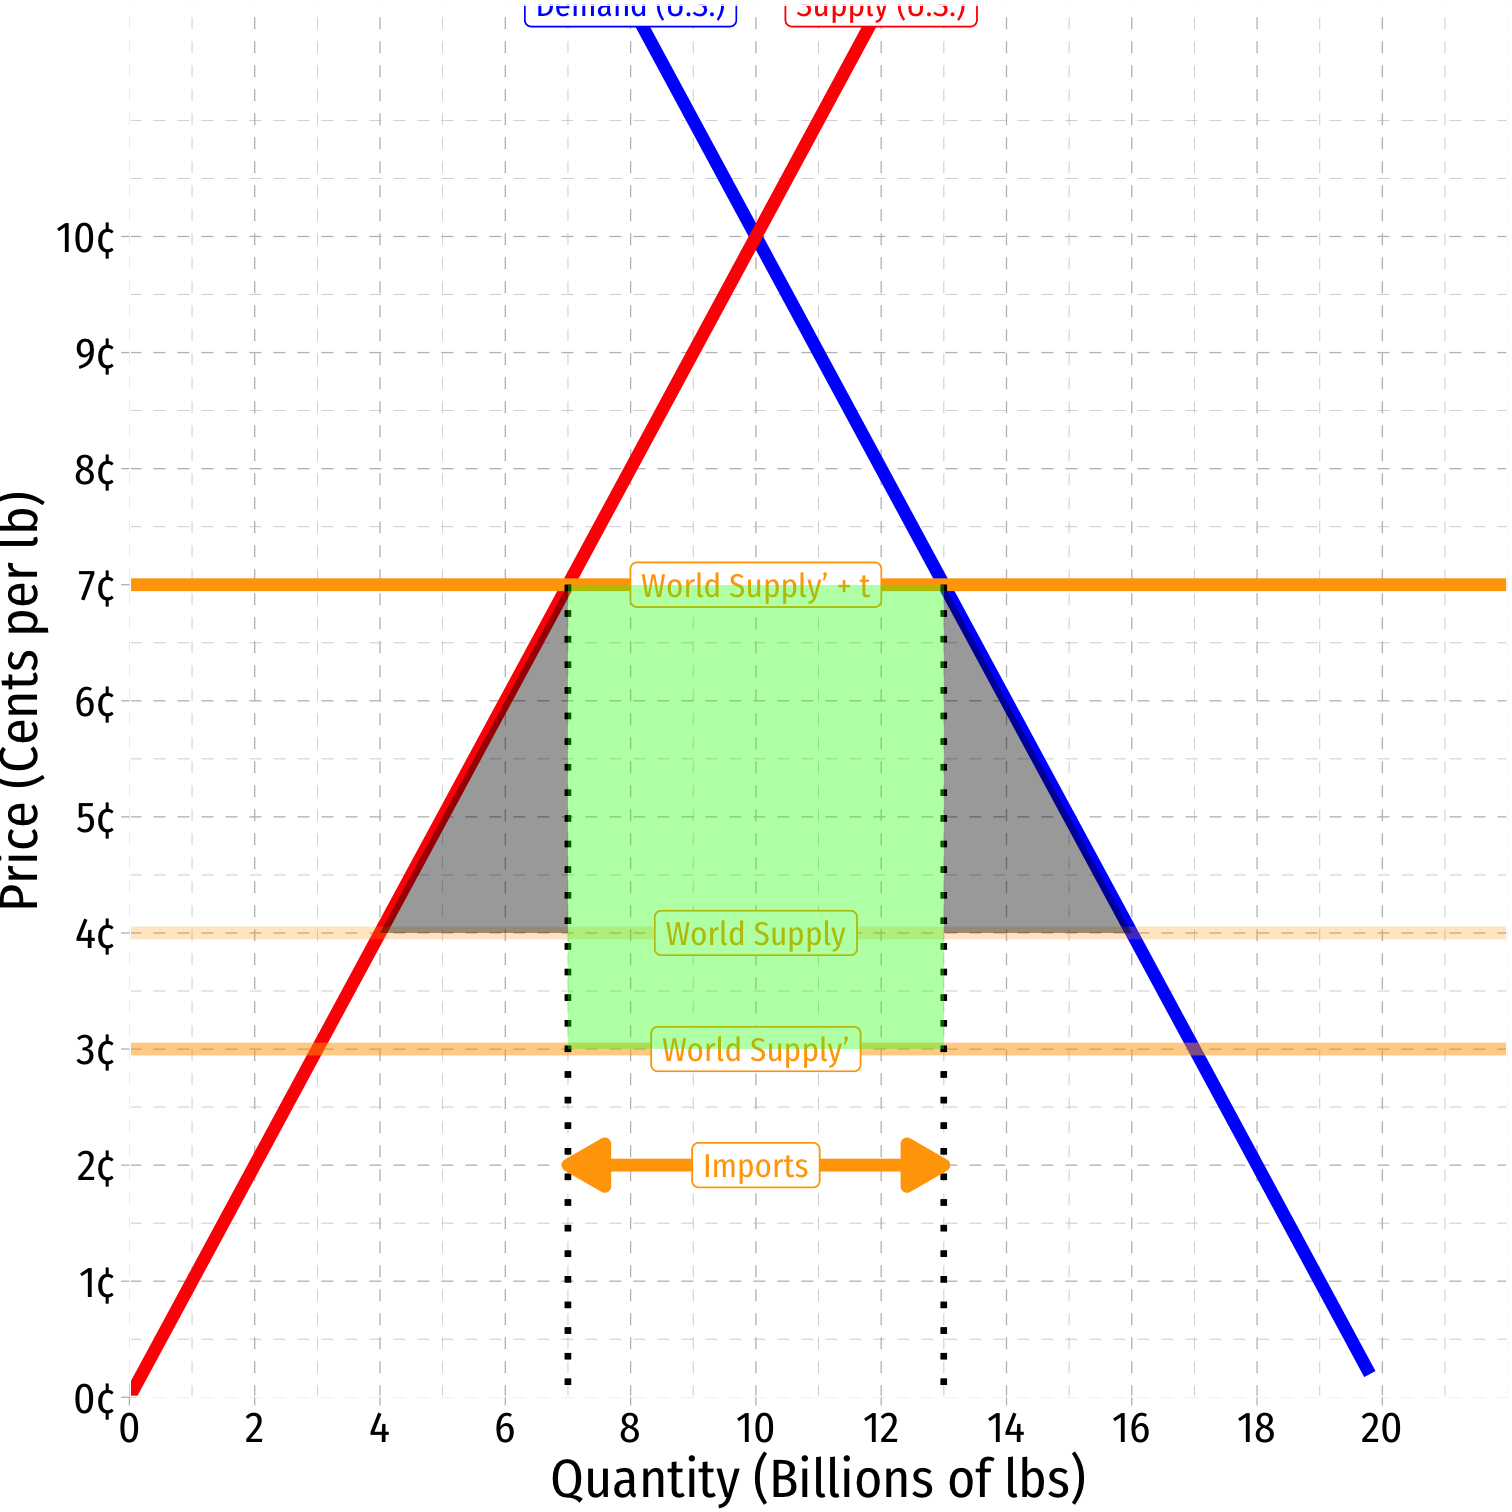 Demand (U.S.)
Supply (U.S.)
10¢
9¢
8¢
7¢
6¢
5¢
4¢
3¢
2¢
1¢
0¢
World Supply’ + t
World Supply
World Supply’
Imports
0 2 4 6 8 10 12 14 16 18 20
Quantity (Billions of lbs)
Price (Cents per lb)